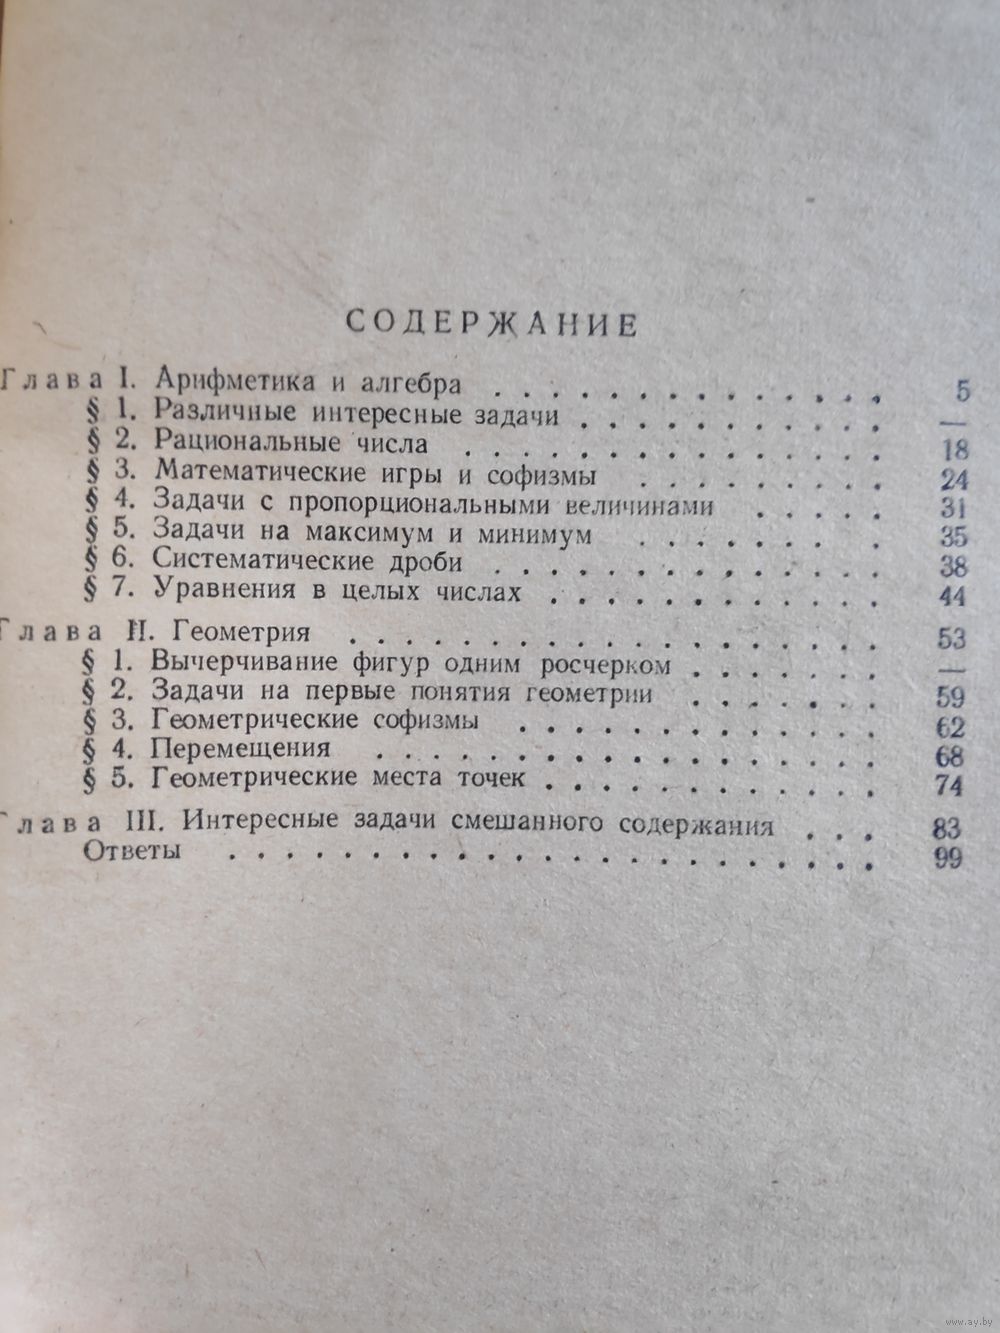 СОДЕРЖАНИЕ
Глава I. Арифметика и алгебра . . . . . . . . . . . . . . 5
§ 1. Различные интересные задачи . . . . . . . . . . . —
§ 2. Рациональные числа . . . . . . . . . . . . . . . 18
§ 3. Математические игры и софизмы . . . . . . . . . 24
§ 4. Задачи с пропорциональными величинами . . . . . 31
§ 5. Задачи на максимум и минимум . . . . . . . . 35
§ 6. Систематические дроби . . . . . . . . . . . . . . 38
§ 7. Уравнения в целых числах . . . . . . . . . . . . 44
Глава II. Геометрия . . . . . . . . . . . . . . . . . . . 53
§ 1. Вычерчивание фигур одним росчерком . . . . . . . —
§ 2. Задачи на первые понятия геометрии . . . . . . . 59
§ 3. Геометрические софизмы . . . . . . . . . . . . . 62
§ 4. Перемещения . . . . . . . . . . . . . . . . . . 68
§ 5. Геометрические места точек . . . . . . . . . . . . 74
Глава III. Интересные задачи смешанного содержания . . . 83
Ответы . . . . . . . . . . . . . . . . . . . . . . . 99
www.ay.by